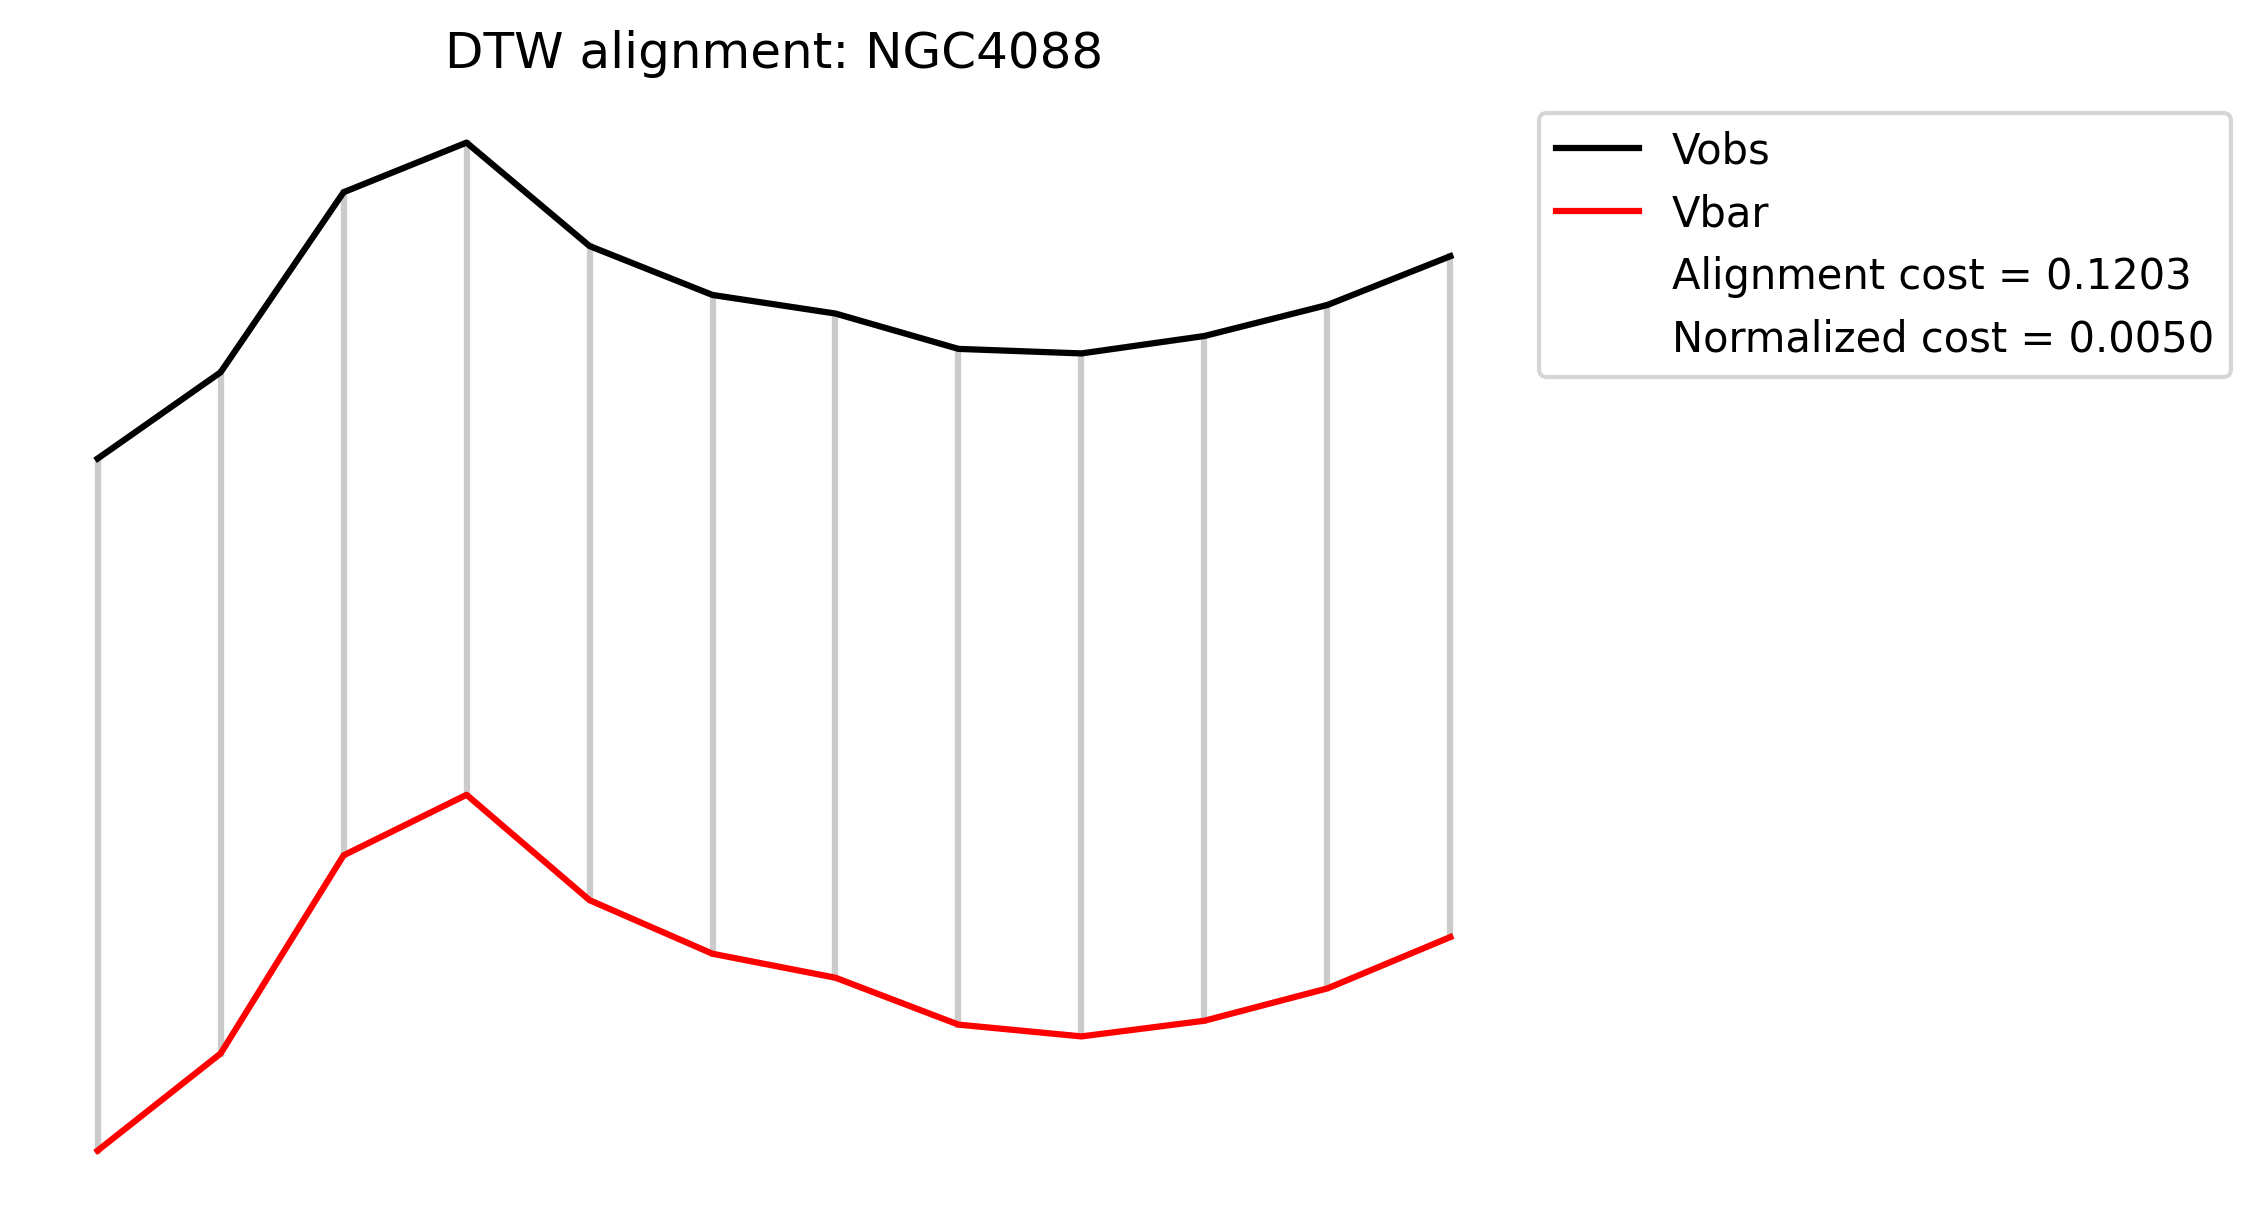 DTW alignment: NGC4088
Vobs
Vbar
Alignment cost = 0.1203
Normalized cost = 0.0050